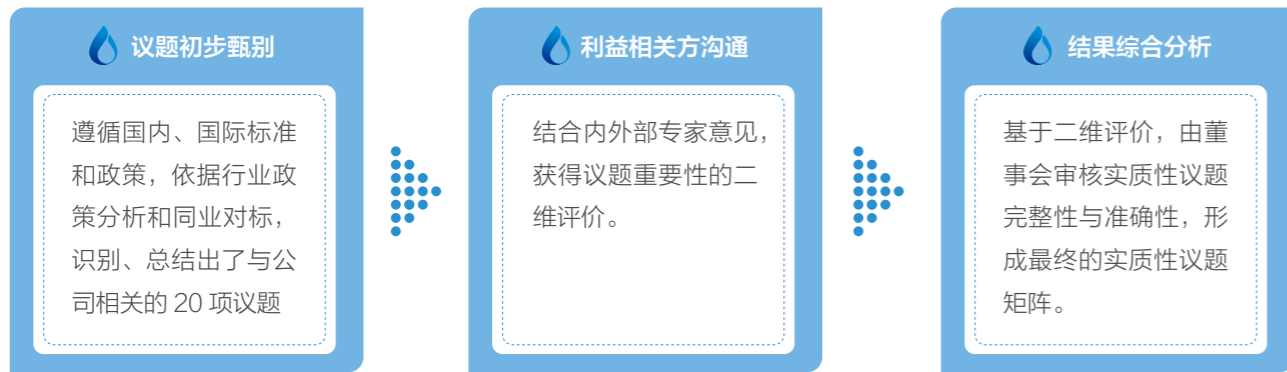 议题初步甄别
遵循国内、国际标准
和政策，依据行业政
策分析和同业对标，
识别、总结出了与公
司相关的 20 项议题
利益相关方沟通
结合内外部专家意见，
获得议题重要性的二
维评价。
结果综合分析
基于二维评价，由董
事会审核实质性议题
完整性与准确性，形
成最终的实质性议题
矩阵。